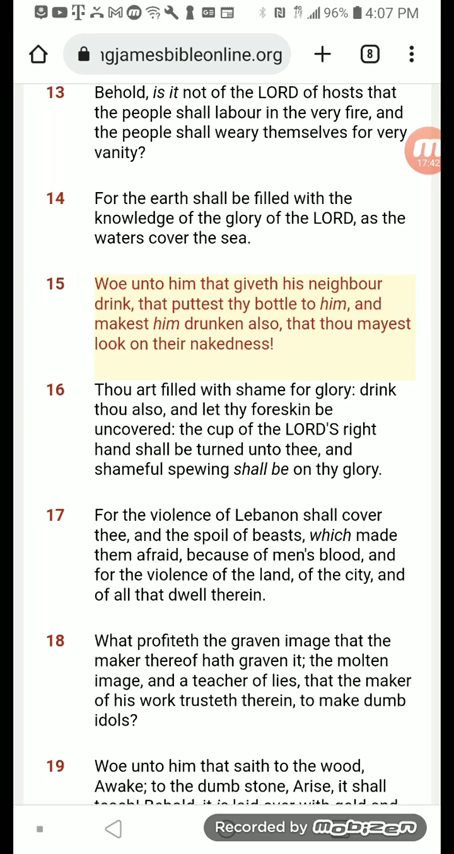 96% 4:07 PM
ngjamesbibleonline.org 8
17:42
13 Behold, is it not of the LORD of hosts that
the people shall labour in the very fire, and
the people shall weary themselves for very
vanity?
14 For the earth shall be filled with the
knowledge of the glory of the LORD, as the
waters cover the sea.
15 Woe unto him that giveth his neighbour
drink, that puttest thy bottle to him, and
makest him drunken also, that thou mayest
look on their nakedness!
16 Thou art filled with shame for glory: drink
thou also, and let thy foreskin be
uncovered: the cup of the LORD'S right
hand shall be turned unto thee, and
shameful spewing shall be on thy glory.
17 For the violence of Lebanon shall cover
thee, and the spoil of beasts, which made
them afraid, because of men's blood, and
for the violence of the land, of the city, and
of all that dwell therein.
18 What profiteth the graven image that the
maker thereof hath graven it; the molten
image, and a teacher of lies, that the maker
of his work trusteth therein, to make dumb
idols?
19 Woe unto him that saith to the wood,
Awake; to the dumb stone, Arise, it shall
teach! Behold, it is laid over with gold and
Recorded by mobizen